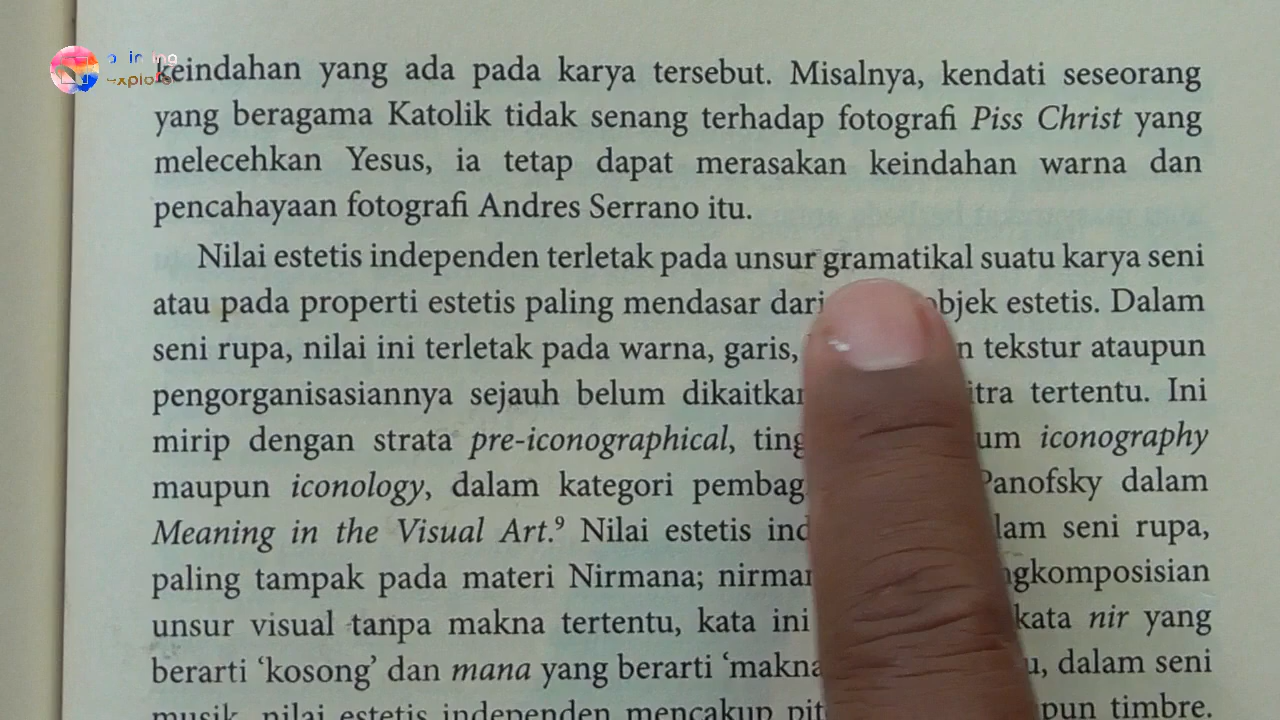 keindahan yang ada pada karya tersebut. Misalnya, kendati seseorang
yang beragama Katolik tidak senang terhadap fotografi Piss Christ yang
melecehkan Yesus, ia tetap dapat merasakan keindahan warna dan
pencahayaan fotografi Andres Serrano itu.
Nilai estetis independen terletak pada unsur gramatikal suatu karya seni
atau pada properti estetis paling mendasar dari objek estetis. Dalam
seni rupa, nilai ini terletak pada warna, garis, tekstur ataupun
pengorganisasiannya sejauh belum dikaitkan tertentu. Ini
mirip dengan strata pre-iconographical, iconography
maupun iconology, dalam kategori Panofsky dalam
Meaning in the Visual Art.⁹ Nilai estetis seni rupa,
paling tampak pada materi Nirmana;
unsur visual tanpa makna tertentu, kata ini kata nir yang
berarti ‘kosong’ dan mana yang berarti ‘makna dalam seni
musik, nilai estetis independen mencakup timbre.